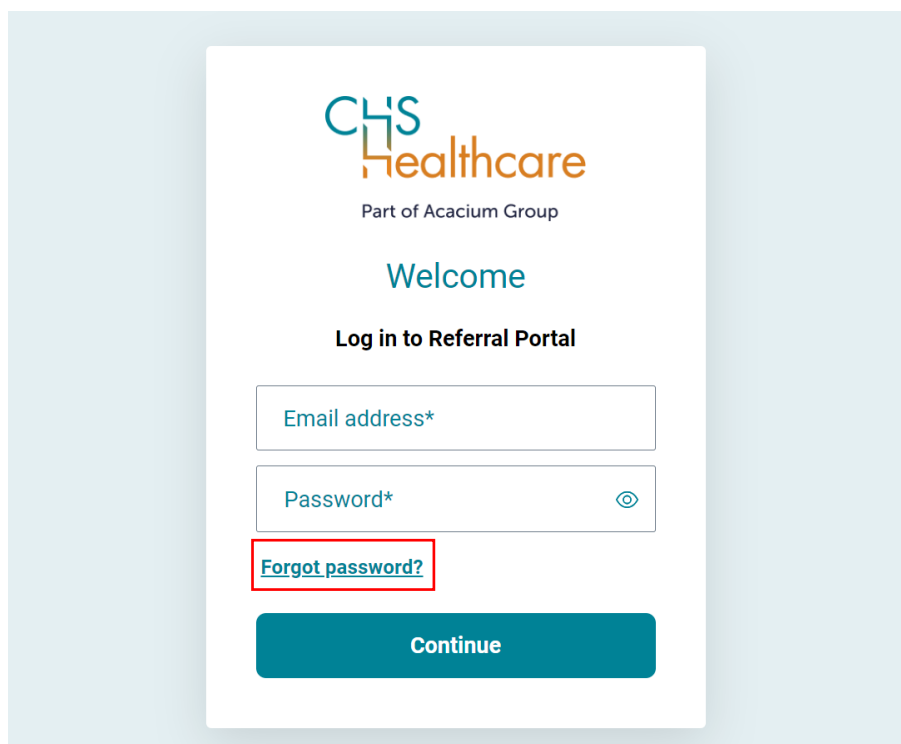 CHS
Healthcare
Part of Acacium Group
Welcome
Log in to Referral Portal
Email address*
Password*
Forgot password?
Continue